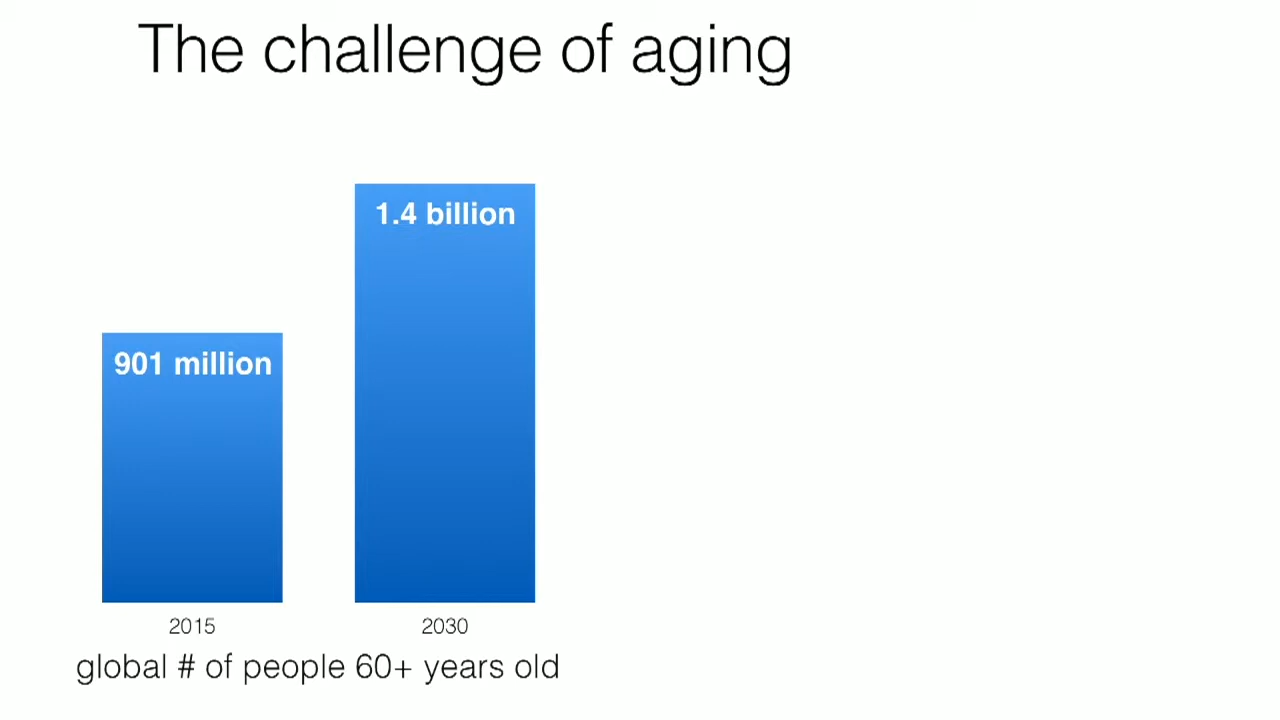 The challenge of aging
1.4 billion
901 million
2015 2030
global # of people 60+ years old